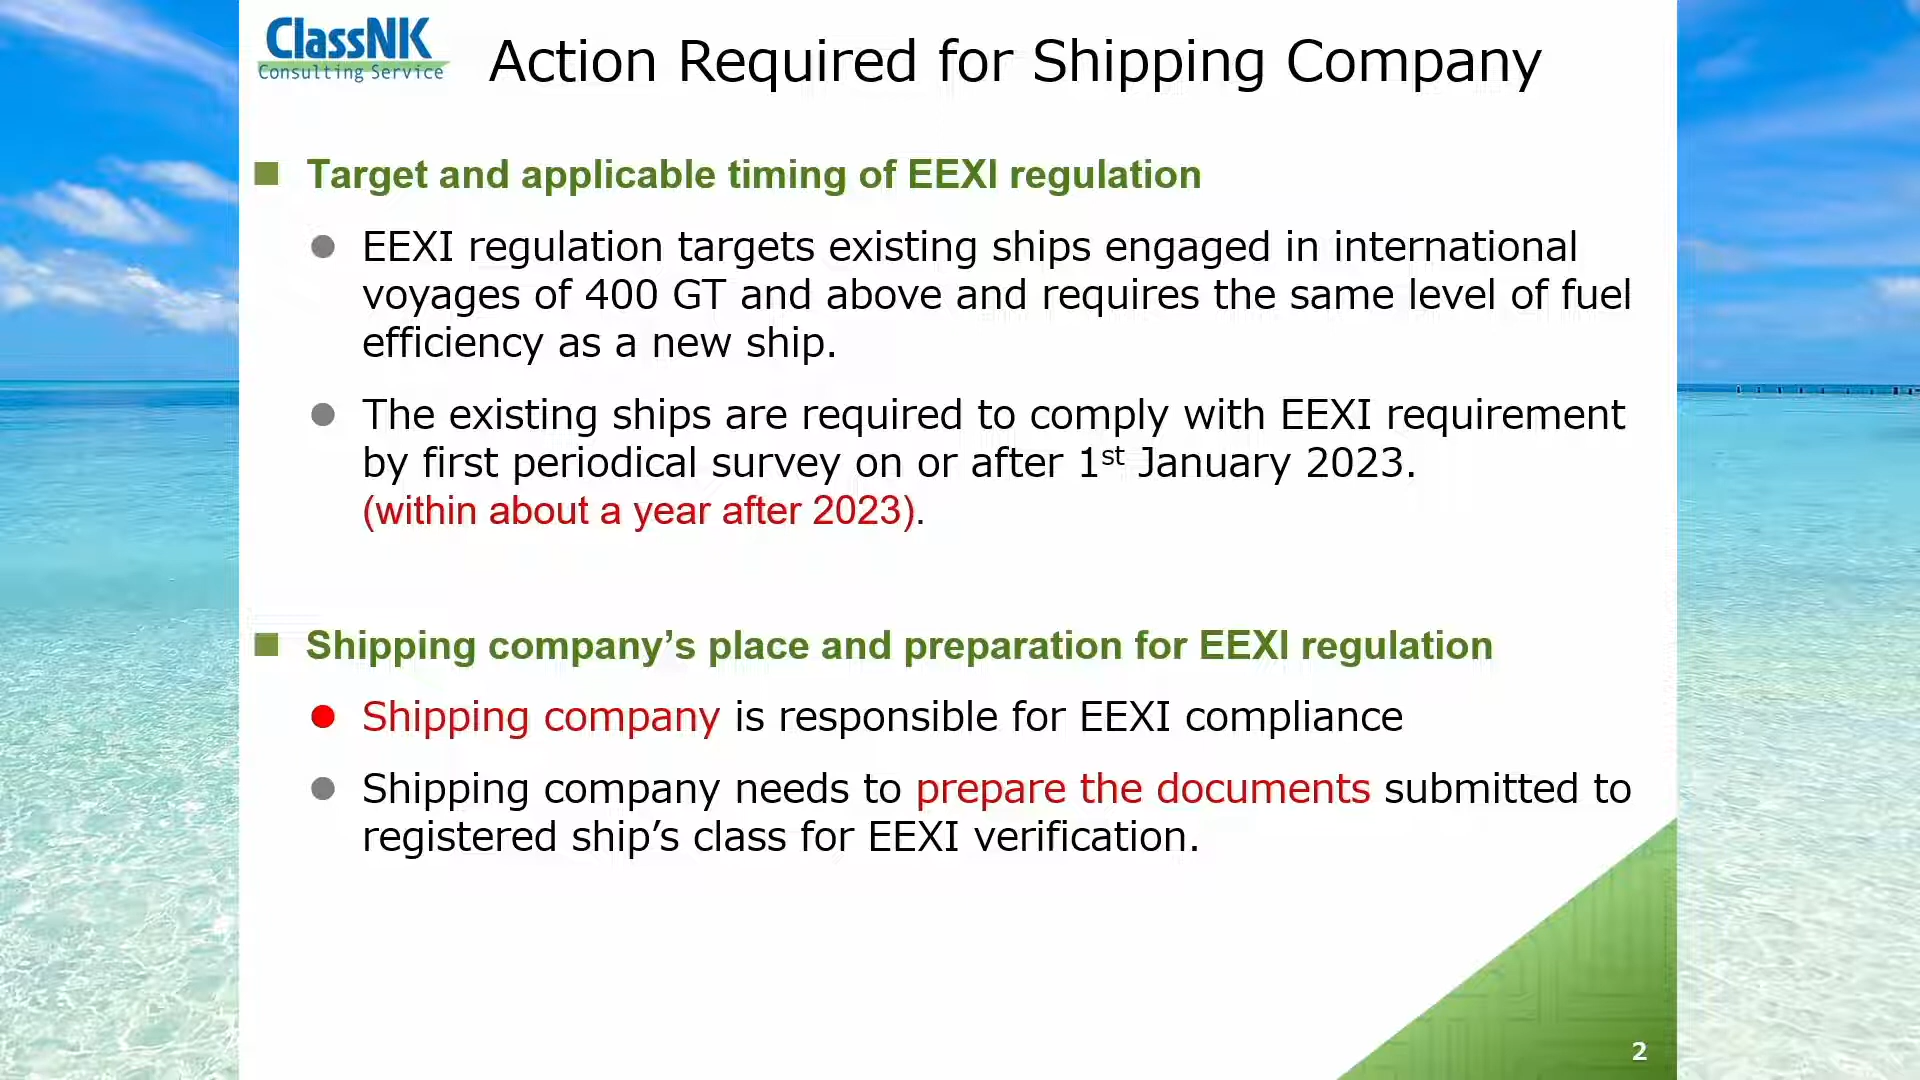 ClassNK
Consulting Service
Action Required for Shipping Company
Target and applicable timing of EEXI regulation
EEXI regulation targets existing ships engaged in international
voyages of 400 GT and above and requires the same level of fuel
efficiency as a new ship.
The existing ships are required to comply with EEXI requirement
by first periodical survey on or after 1st January 2023.
(within about a year after 2023).
Shipping company’s place and preparation for EEXI regulation
Shipping company is responsible for EEXI compliance
Shipping company needs to prepare the documents submitted to
registered ship’s class for EEXI verification.
2